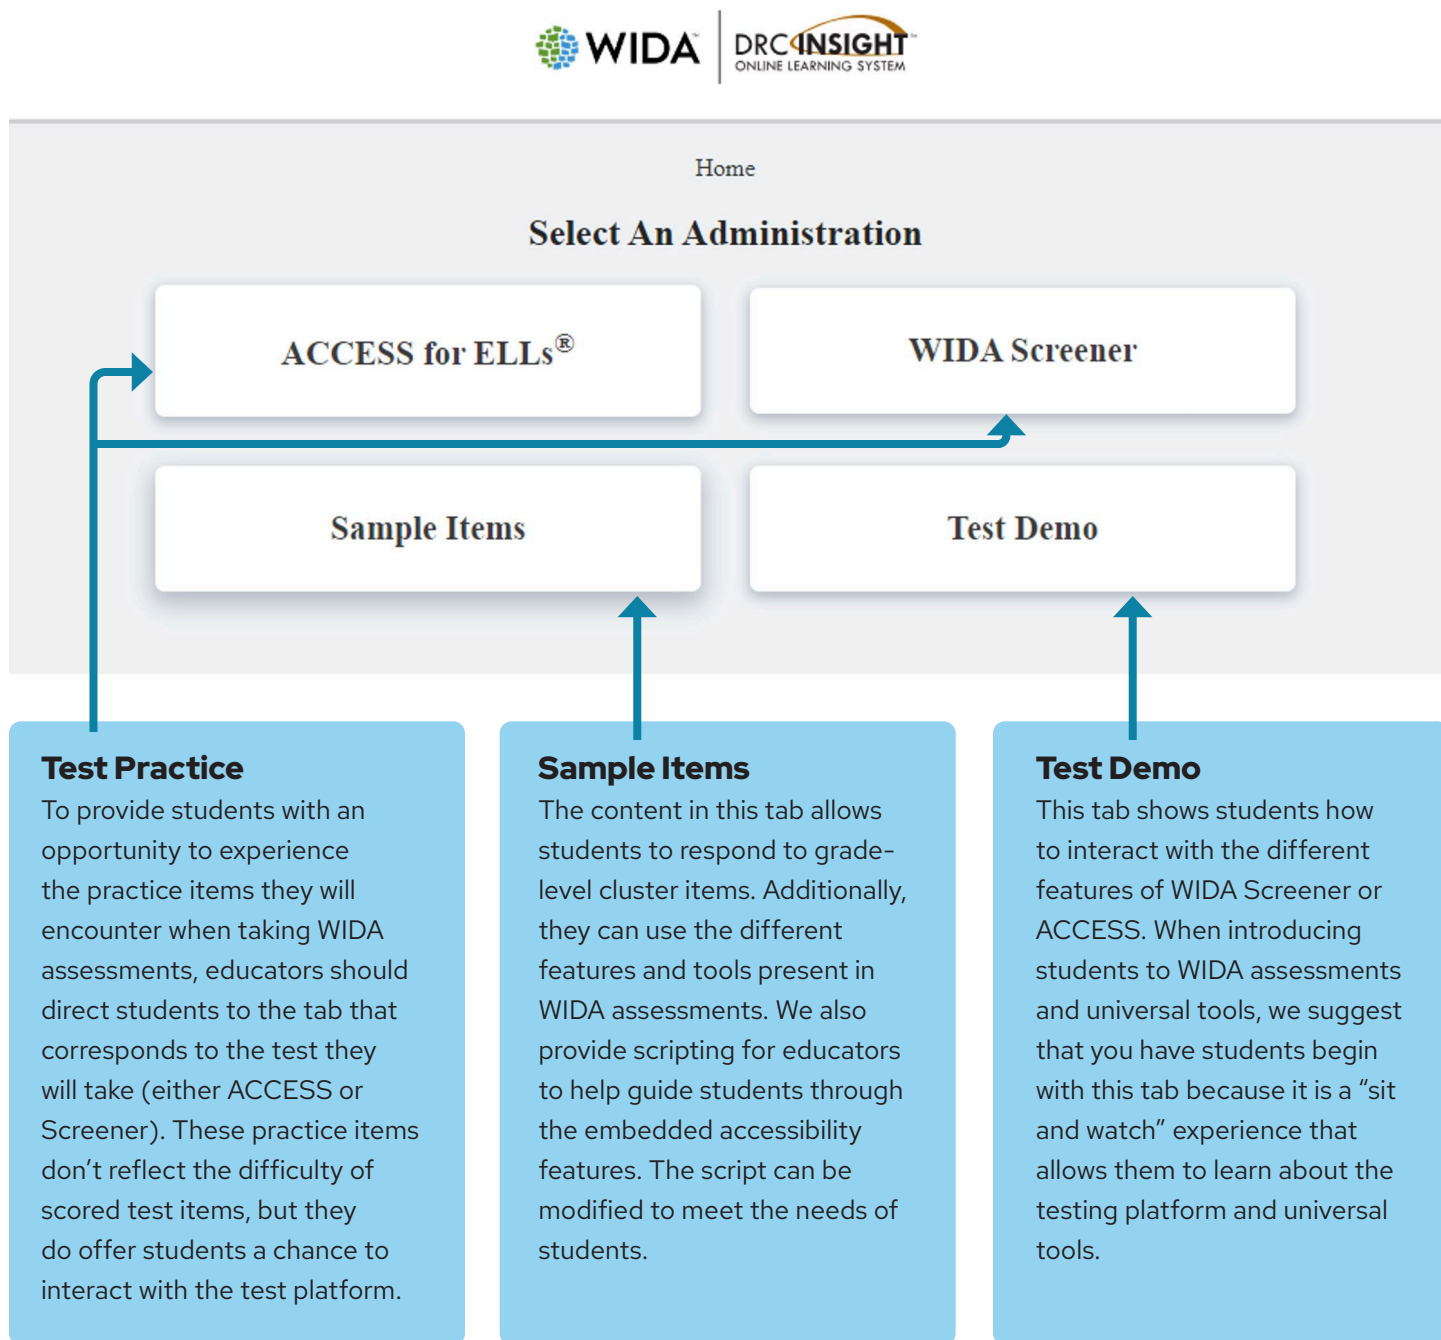 WIDA
DRC INSIGHT
ONLINE LEARNING SYSTEM
Home
Select An Administration
ACCESS for ELLs®
WIDA Screener
Sample Items
Test Demo
Test Practice
To provide students with an
opportunity to experience
the practice items they will
encounter when taking WIDA
assessments, educators should
direct students to the tab that
corresponds to the test they
will take (either ACCESS or
Screener). These practice items
don’t reflect the difficulty of
scored test items, but they
do offer students a chance to
interact with the test platform.
Sample Items
The content in this tab allows
students to respond to grade-
level cluster items. Additionally,
they can use the different
features and tools present in
WIDA assessments. We also
provide scripting for educators
to help guide students through
the embedded accessibility
features. The script can be
modified to meet the needs of
students.
Test Demo
This tab shows students how
to interact with the different
features of WIDA Screener or
ACCESS. When introducing
students to WIDA assessments
and universal tools, we suggest
that you have students begin
with this tab because it is a “sit
and watch” experience that
allows them to learn about the
testing platform and universal
tools.